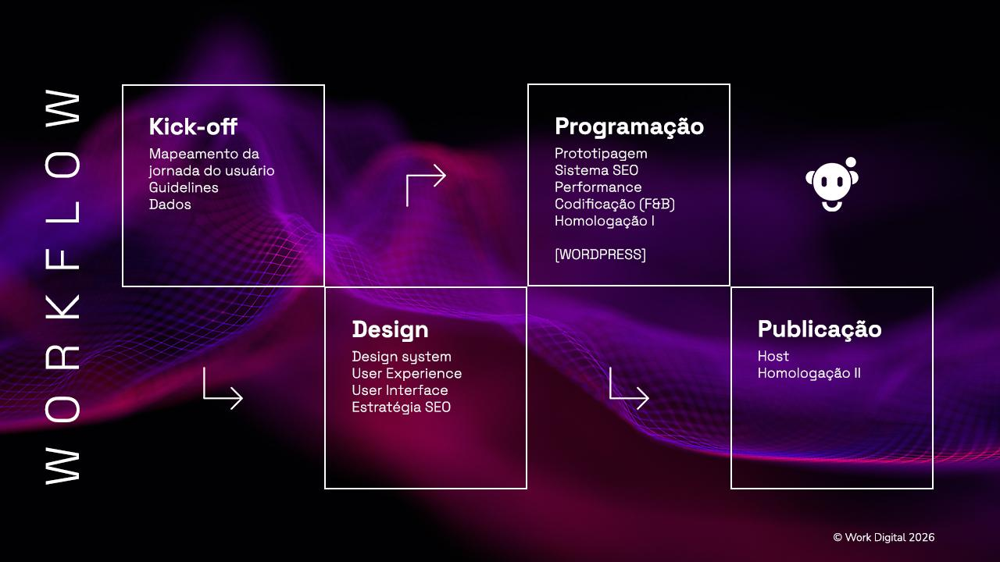 WORKFLOW
Kick-off
Mapeamento da
jornada do usuário
Guidelines
Dados
Design
Design system
User Experience
User Interface
Estratégia SEO
Programação
Prototipagem
Sistema SEO
Performance
Codificação (F&B)
Homologação I
[WORDPRESS]
Publicação
Host
Homologação II
© Work Digital 2026